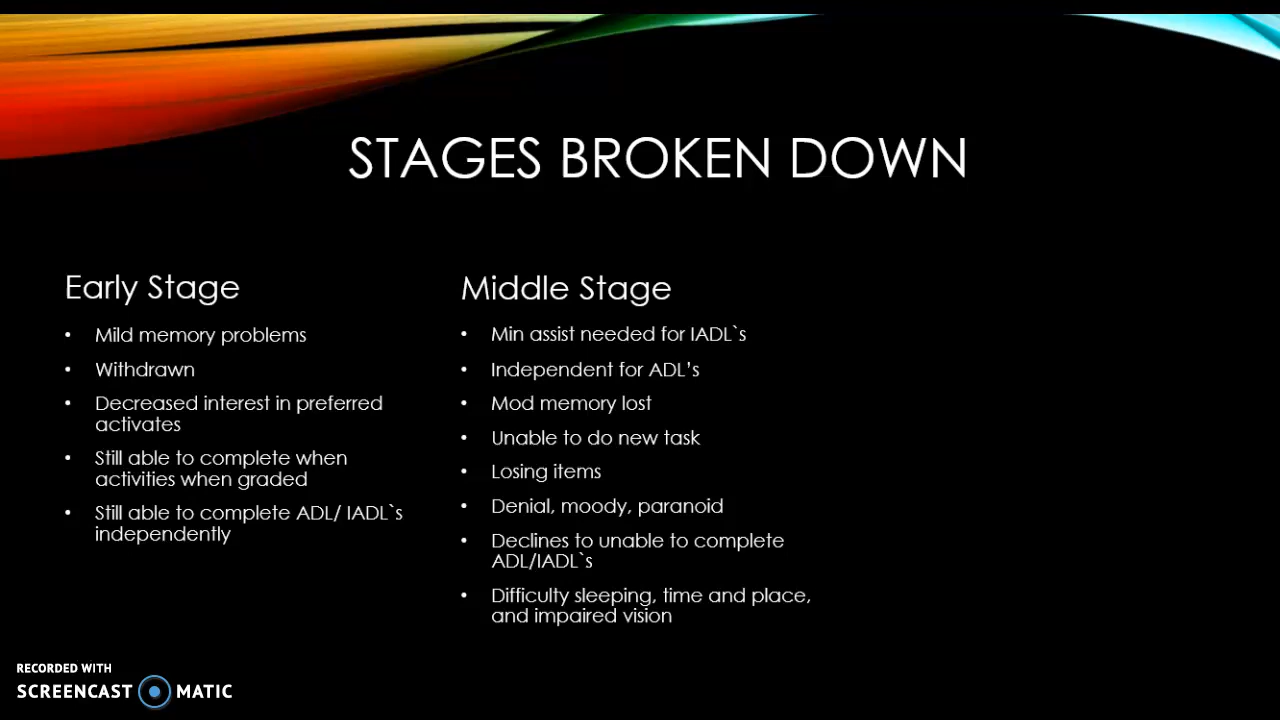 STAGES BROKEN DOWN
Early Stage
• Mild memory problems
• Withdrawn
• Decreased interest in preferred
activates
• Still able to complete when
activities when graded
• Still able to complete ADL/ IADL`s
independently
Middle Stage
• Min assist needed for IADL`s
• Independent for ADL’s
• Mod memory lost
• Unable to do new task
• Losing items
• Denial, moody, paranoid
• Declines to unable to complete
ADL/IADL`s
• Difficulty sleeping, time and place,
and impaired vision
RECORDED WITH
SCREENCAST MATIC